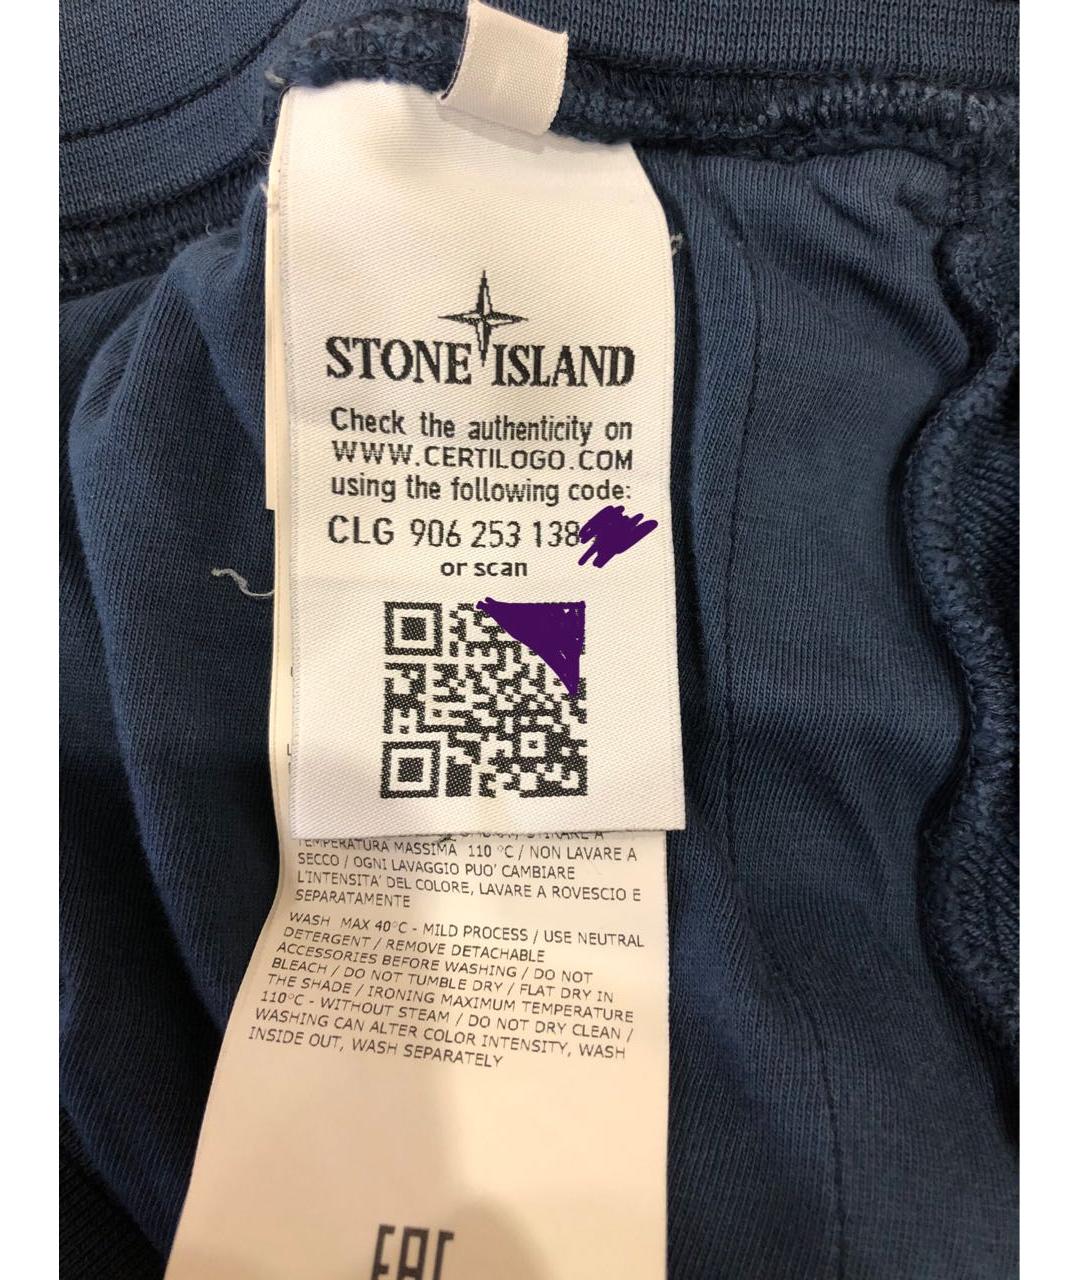 STONE ISLAND
Check the authenticity on
WWW.CERTILOGO.COM
using the following code:
CLG 906 253 138
or scan
STIRARE A
TEMPERATURA MASSIMA 110 °C / NON LAVARE A
SECCO / OGNI LAVAGGIO PUO' CAMBIARE
L'INTENSITA' DEL COLORE, LAVARE A ROVESCIO E
SEPARATAMENTE
WASH MAX 40°C - MILD PROCESS / USE NEUTRAL
DETERGENT / REMOVE DETACHABLE
ACCESSORIES BEFORE WASHING / DO NOT
BLEACH / DO NOT TUMBLE DRY / FLAT DRY IN
THE SHADE / IRONING MAXIMUM TEMPERATURE
110°C - WITHOUT STEAM / DO NOT DRY CLEAN /
WASHING CAN ALTER COLOR INTENSITY, WASH
INSIDE OUT, WASH SEPARATELY
EAC